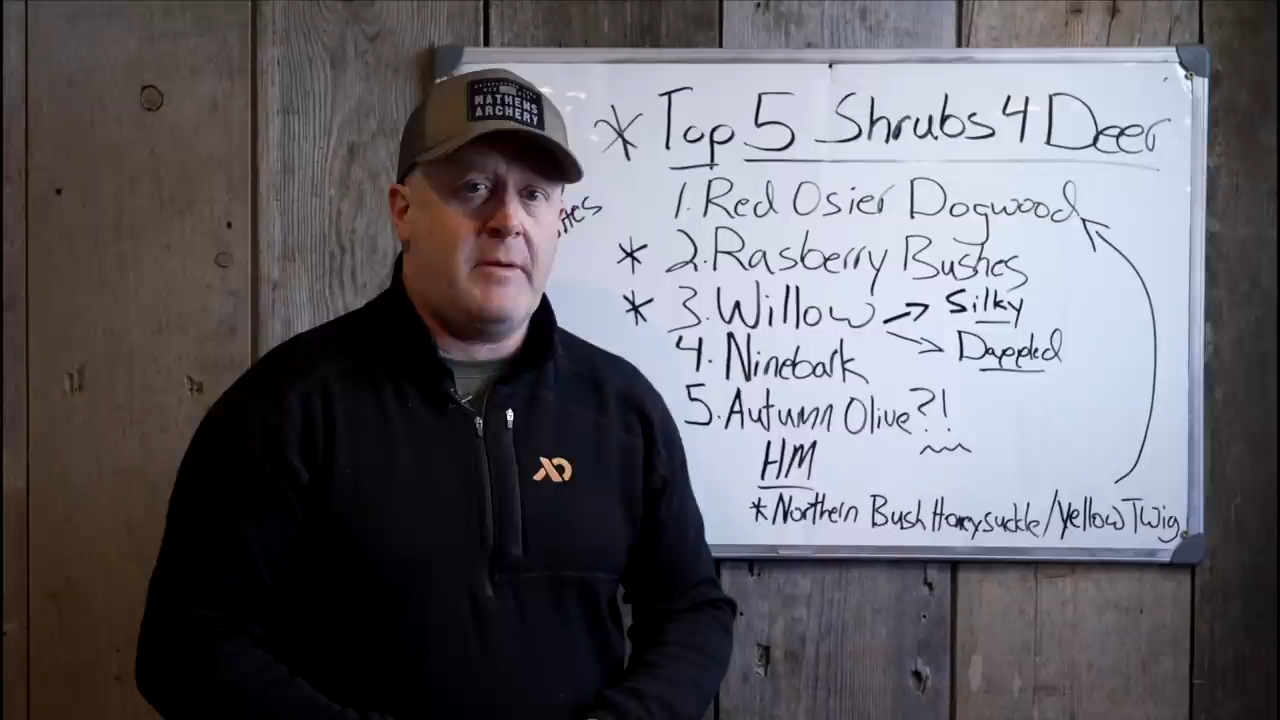 MATHEWS
ARCHERY
* Top 5 Shrubs 4 Deer
1. Red Osier Dogwood
* 2. Rasberry Bushes
* 3. Willow → Silky
→ Dappled
4. Ninebark
5. Autumn Olive?!
HM
* Northern Bush Honeysuckle/Yellow Twig